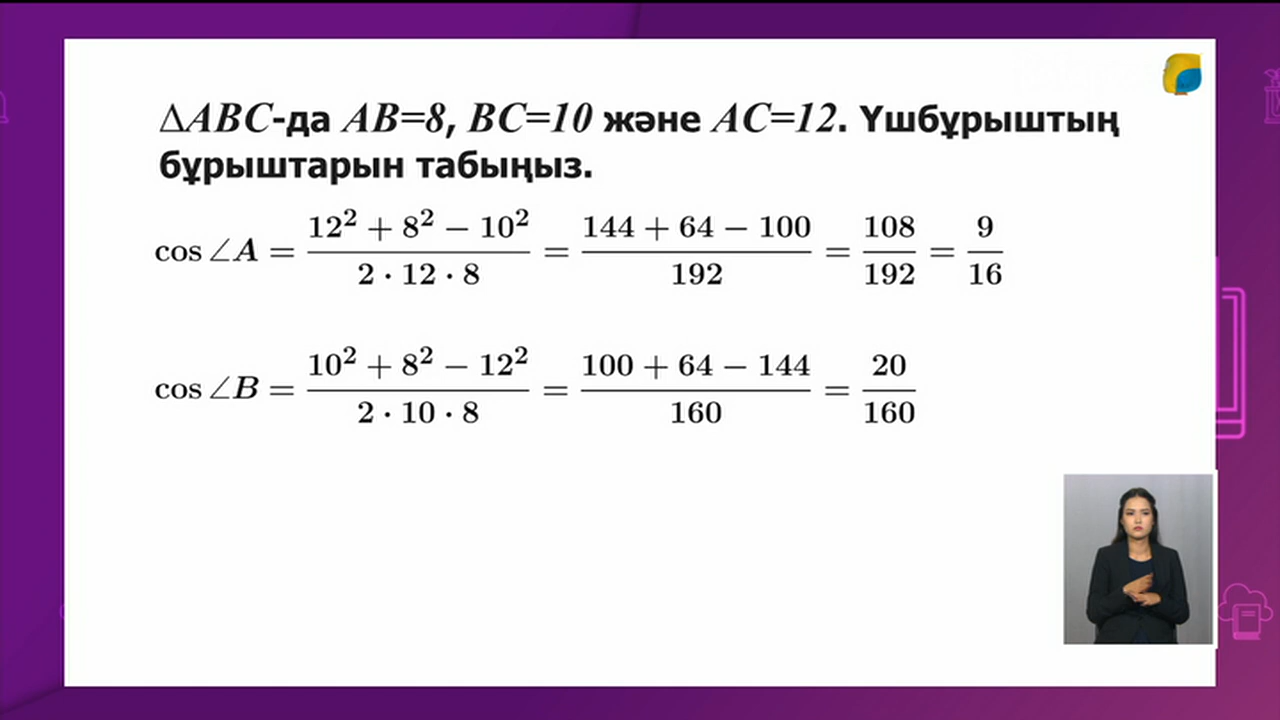 ∆ABC-да AB=8, BC=10 және AC=12. Үшбұрыштың
бұрыштарын табыңыз.
cos ∠A = (12² + 8² − 10²)/(2 · 12 · 8) = (144 + 64 − 100)/192 = 108/192 = 9/16
cos ∠B = (10² + 8² − 12²)/(2 · 10 · 8) = (100 + 64 − 144)/160 = 20/160